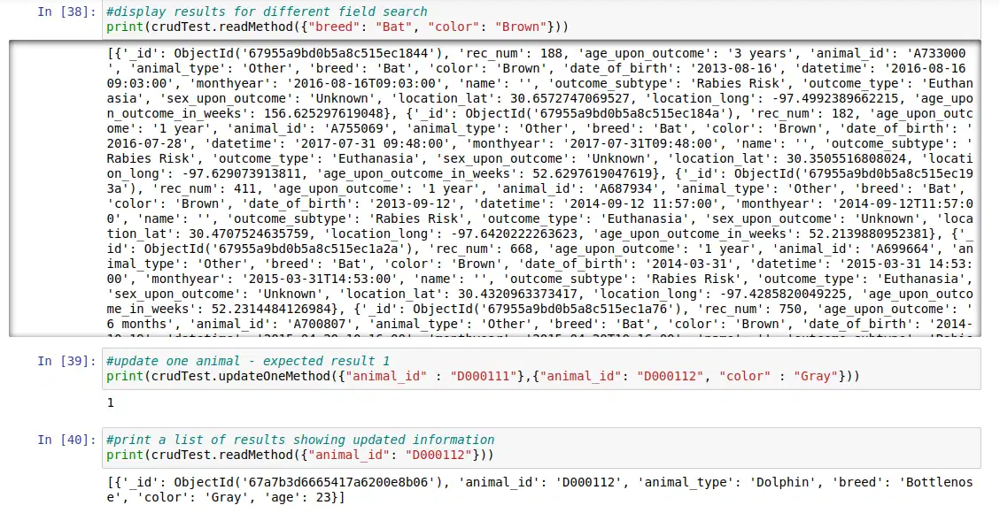 In [38]: #display results for different field search
print(crudTest.readMethod({"breed": "Bat", "color": "Brown"}))
[{'_id': ObjectId('67955a9bd0b5a8c515ec1844'), 'rec_num': 188, 'age_upon_outcome': '3 years', 'animal_id': 'A733000
', 'animal_type': 'Other', 'breed': 'Bat', 'color': 'Brown', 'date_of_birth': '2013-08-16', 'datetime': '2016-08-16
09:03:00', 'monthyear': '2016-08-16T09:03:00', 'name': '', 'outcome_subtype': 'Rabies Risk', 'outcome_type': 'Euthan
asia', 'sex_upon_outcome': 'Unknown', 'location_lat': 30.6572747069527, 'location_long': -97.4992389662215, 'age_upo
n_outcome_in_weeks': 156.625297619048}, {'_id': ObjectId('67955a9bd0b5a8c515ec184a'), 'rec_num': 182, 'age_upon_outc
ome': '1 year', 'animal_id': 'A755069', 'animal_type': 'Other', 'breed': 'Bat', 'color': 'Brown', 'date_of_birth': '
2016-07-28', 'datetime': '2017-07-31 09:48:00', 'monthyear': '2017-07-31T09:48:00', 'name': '', 'outcome_subtype': '
Rabies Risk', 'outcome_type': 'Euthanasia', 'sex_upon_outcome': 'Unknown', 'location_lat': 30.3505516808024, 'locati
on_long': -97.629073913811, 'age_upon_outcome_in_weeks': 52.6297619047619}, {'_id': ObjectId('67955a9bd0b5a8c515ec19
3a'), 'rec_num': 411, 'age_upon_outcome': '1 year', 'animal_id': 'A687934', 'animal_type': 'Other', 'breed': 'Bat',
'color': 'Brown', 'date_of_birth': '2013-09-12', 'datetime': '2014-09-12 11:57:00', 'monthyear': '2014-09-12T11:57:0
0', 'name': '', 'outcome_subtype': 'Rabies Risk', 'outcome_type': 'Euthanasia', 'sex_upon_outcome': 'Unknown', 'loca
tion_lat': 30.4707524635759, 'location_long': -97.6420222263623, 'age_upon_outcome_in_weeks': 52.2139880952381}, {'_
id': ObjectId('67955a9bd0b5a8c515ec1a2a'), 'rec_num': 668, 'age_upon_outcome': '1 year', 'animal_id': 'A699664', 'an
imal_type': 'Other', 'breed': 'Bat', 'color': 'Brown', 'date_of_birth': '2014-03-31', 'datetime': '2015-03-31 14:53:
00', 'monthyear': '2015-03-31T14:53:00', 'name': '', 'outcome_subtype': 'Rabies Risk', 'outcome_type': 'Euthanasia',
'sex_upon_outcome': 'Unknown', 'location_lat': 30.4320963373417, 'location_long': -97.4285820049225, 'age_upon_outco
me_in_weeks': 52.2314484126984}, {'_id': ObjectId('67955a9bd0b5a8c515ec1a76'), 'rec_num': 750, 'age_upon_outcome': '
6 months', 'animal_id': 'A700807', 'animal_type': 'Other', 'breed': 'Bat', 'color': 'Brown', 'date_of_birth': '2014-
In [39]: #update one animal - expected result 1
print(crudTest.updateOneMethod({"animal_id" : "D000111"},{"animal_id": "D000112", "color" : "Gray"}))
1
In [40]: #print a list of results showing updated information
print(crudTest.readMethod({"animal_id": "D000112"}))
[{'_id': ObjectId('67a7b3d6665417a6200e8b06'), 'animal_id': 'D000112', 'animal_type': 'Dolphin', 'breed': 'Bottlenos
e', 'color': 'Gray', 'age': 23}]